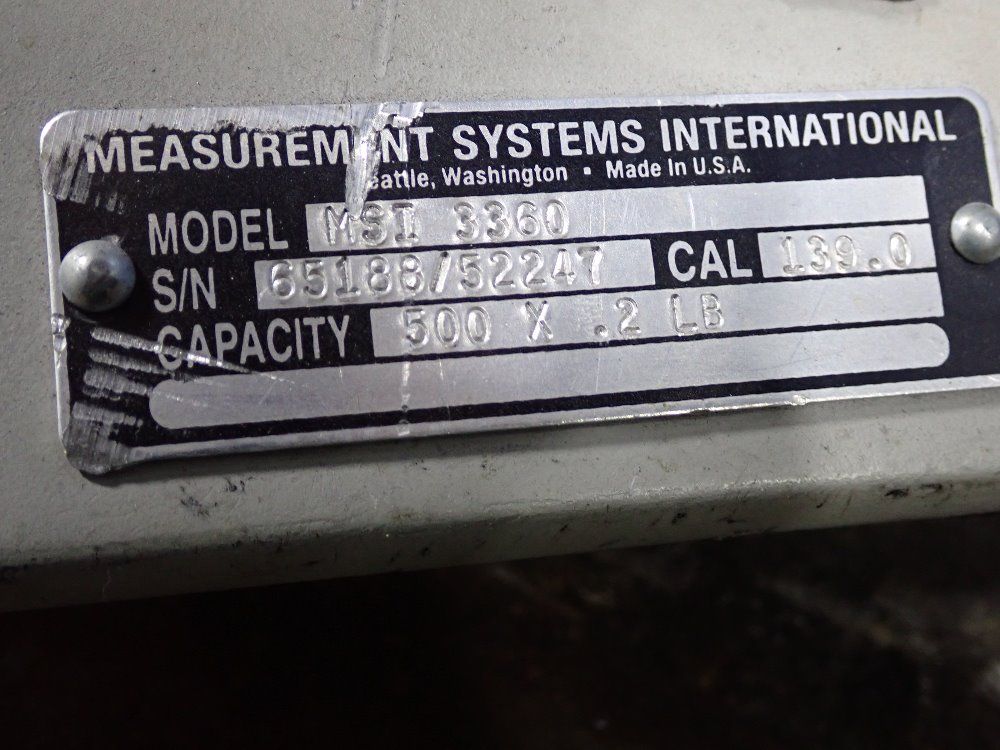 MEASUREMENT SYSTEMS INTERNATIONAL
Seattle, Washington ▪ Made In U.S.A.
MODEL MSI 3360
S/N 65188/52247 CAL 139.0
CAPACITY 500 X .2 LB